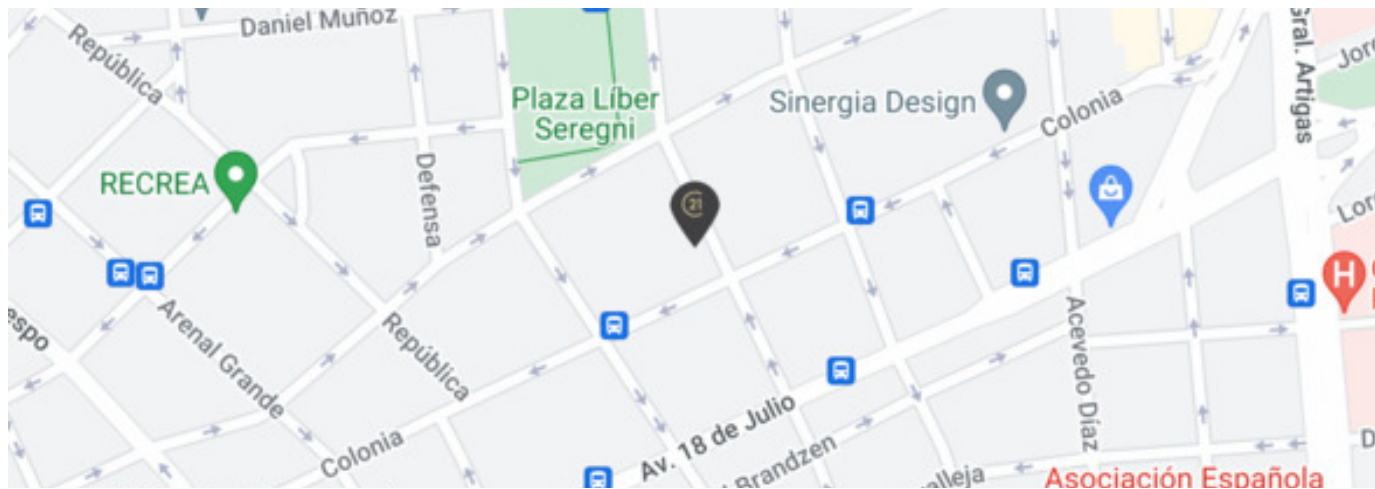 Daniel Muñoz
República
Plaza Líber
Seregni
Sinergia Design
Colonia
Gral. Artigas
RECREA
Defensa
21
República
Arenal Grande
Acevedo Díaz
H
Colonia
Av. 18 de Julio
Brandzen
Asociación Española